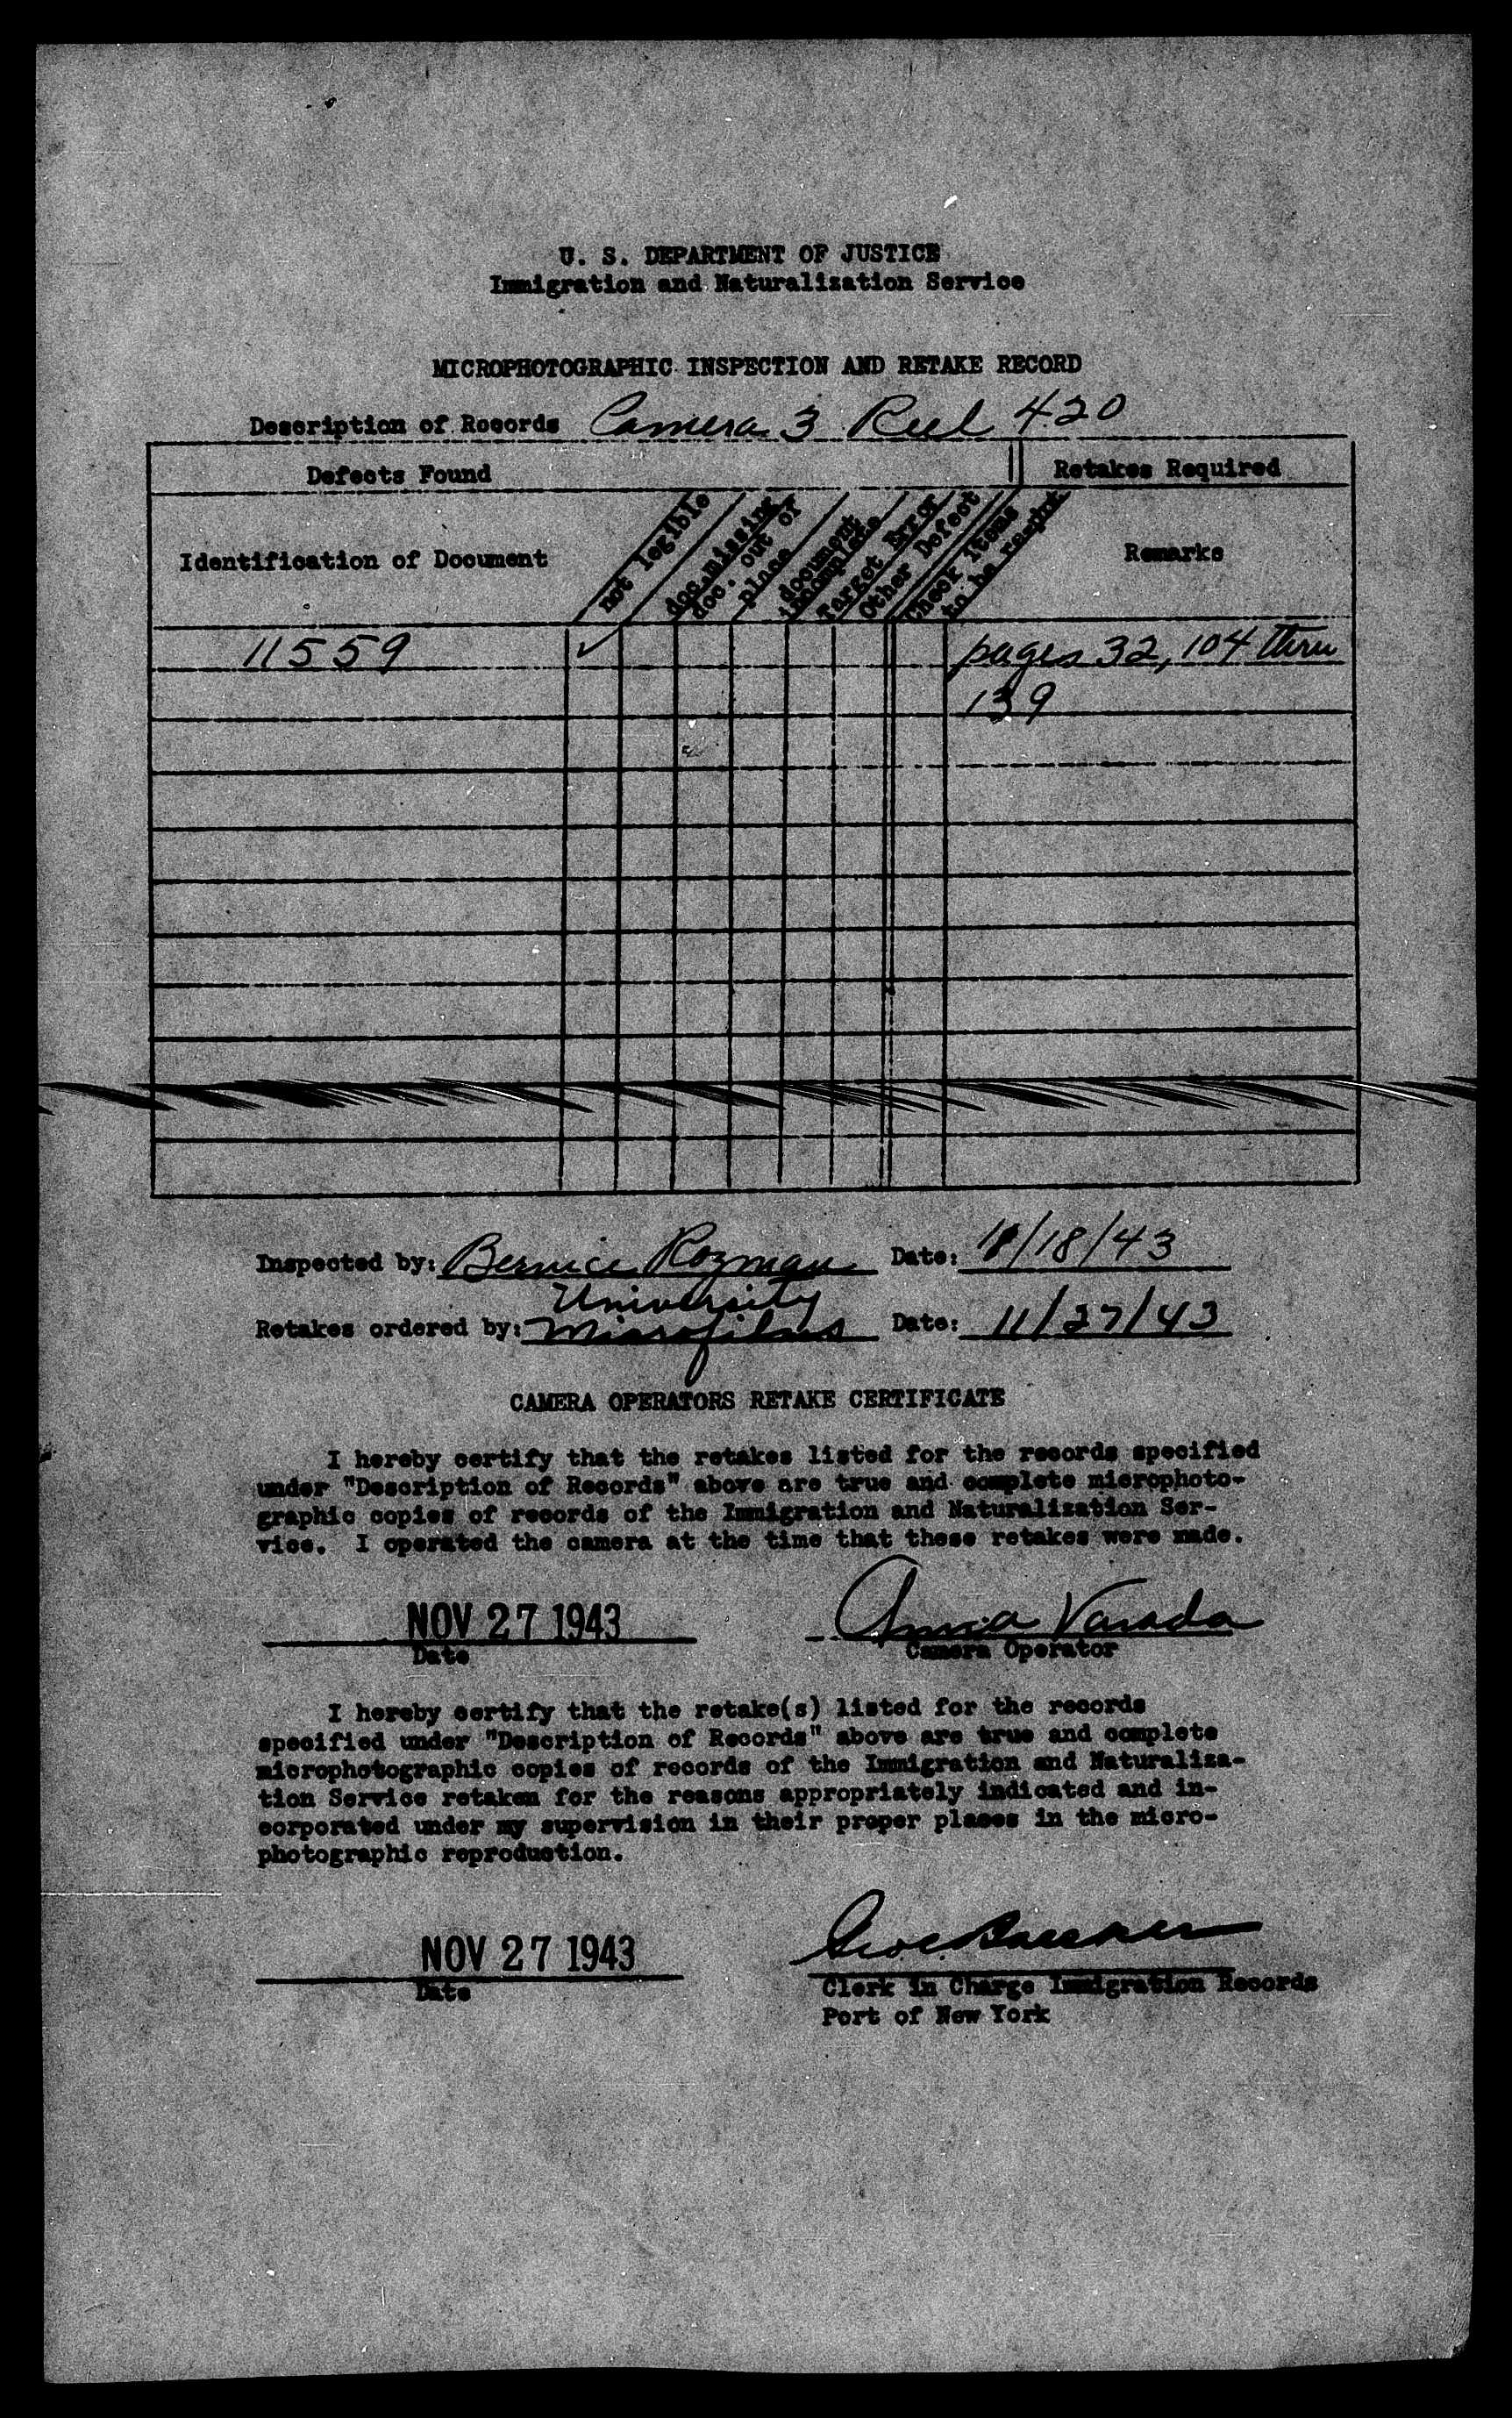 U. S. DEPARTMENT OF JUSTICE
Immigration and Naturalization Service
MICROPHOTOGRAPHIC INSPECTION AND RETAKE RECORD
Description of Records Camera 3 Reel 420
Defects Found Retakes Required
Identification of Document not legible doc. missing doc. out of place document incomplete Target Error Other Defect Check Items to be Remarks
11559 ✓ pages 32, 104 thru
139
Inspected by: Bernice Rozman Date: /18/43
University
Retakes ordered by: Microfilms Date: 11/27/43
CAMERA OPERATORS RETAKE CERTIFICATE
I hereby certify that the retakes listed for the records specified
under "Description of Records" above are true and complete microphoto-
graphic copies of records of the Immigration and Naturalization Ser-
vice. I operated the camera at the time that these retakes were made.
NOV 27 1943 Anna
Date Camera Operator
I hereby certify that the retake(s) listed for the records
specified under "Description of Records" above are true and complete
microphotographic copies of records of the Immigration and Naturaliza-
tion Service retaken for the reasons appropriately indicated and in-
corporated under my supervision in their proper places in the micro-
photographic reproduction.
NOV 27 1943
Date Clerk in Charge Immigration Records
Port of New York